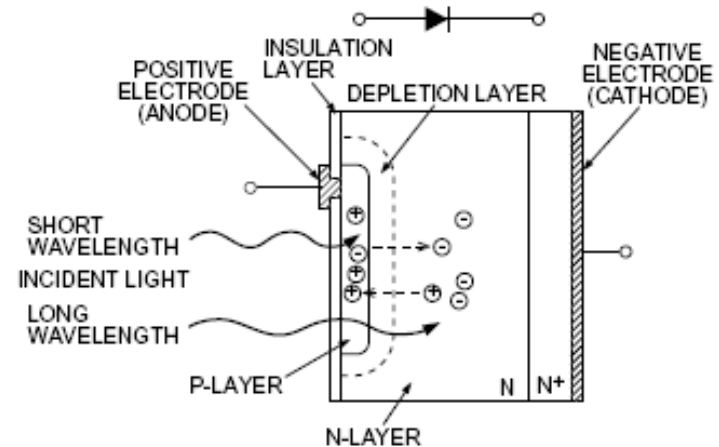 INSULATION
LAYER
POSITIVE
ELECTRODE
(ANODE)
DEPLETION LAYER
NEGATIVE
ELECTRODE
(CATHODE)
SHORT
WAVELENGTH
INCIDENT LIGHT
LONG
WAVELENGTH
P-LAYER
N
N+
N-LAYER